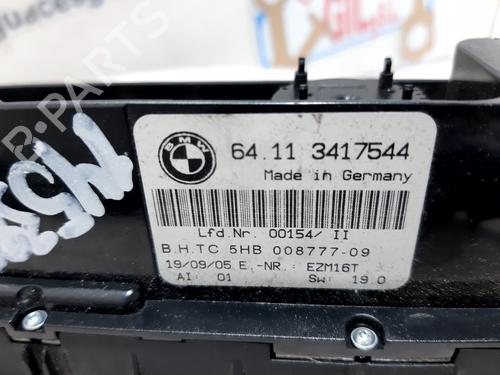 BMW
64.11 3417544
Made in Germany
Lfd.Nr. 00154/ II
B.H.TC 5HB 008777-09
19/09/05 E.-NR.: EZM16T
AI: 01 SW: 19.0